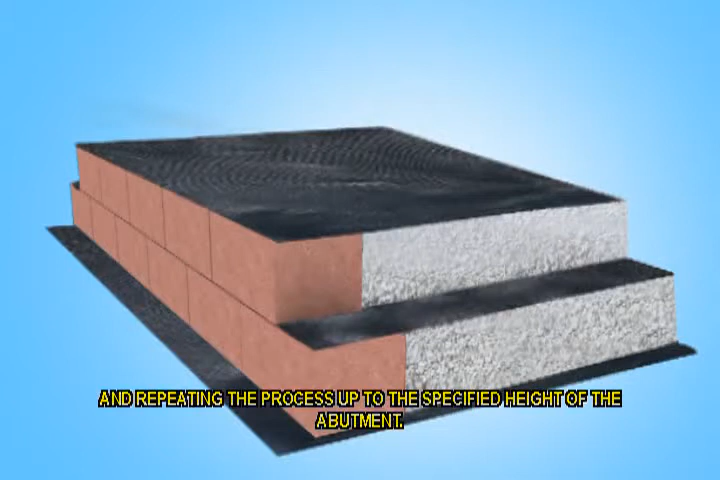 AND REPEATING THE PROCESS UP TO THE SPECIFIED HEIGHT OF THE
ABUTMENT.